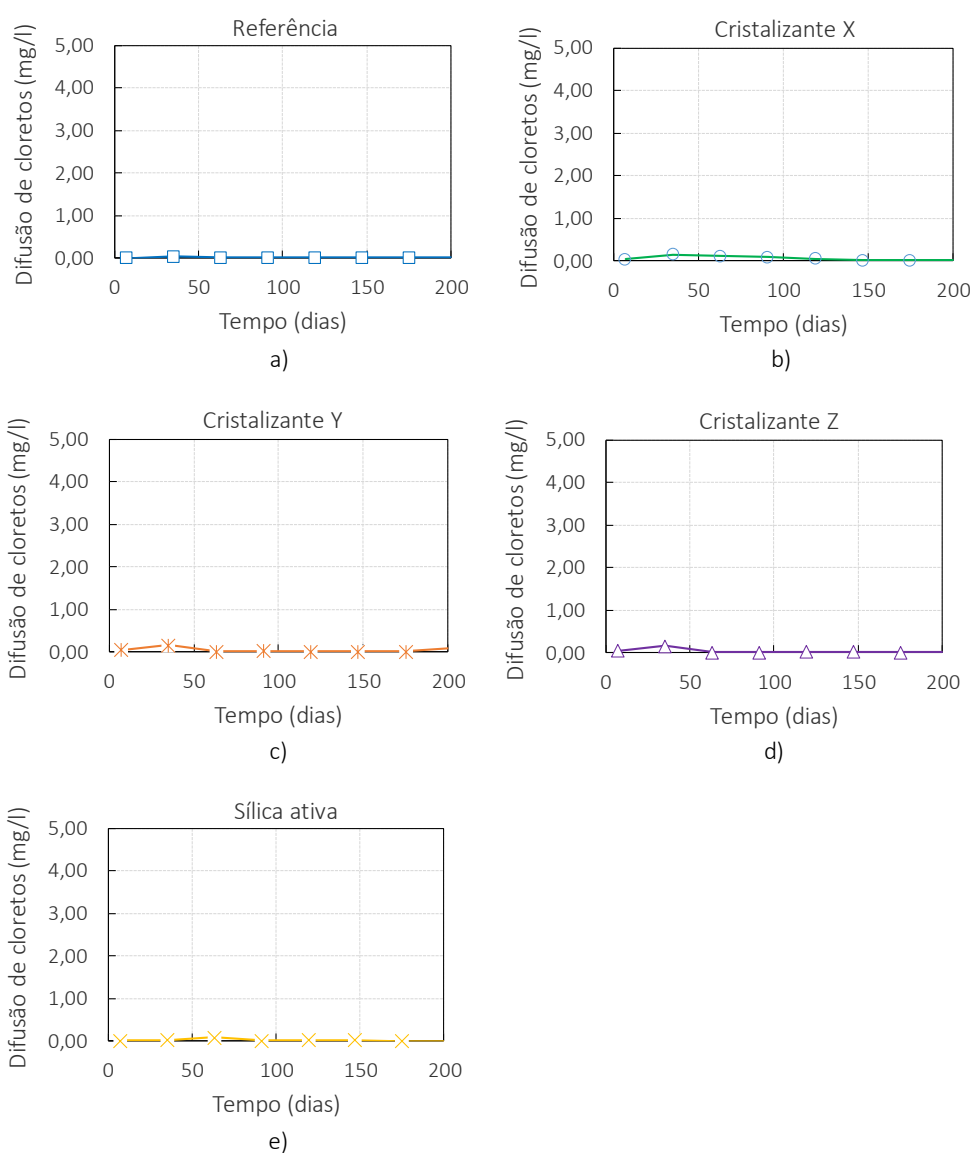 Referência
Difusão de cloretos (mg/l)
5,00
4,00
3,00
2,00
1,00
0,00
0 50 100 150 200
Tempo (dias)
a)
Cristalizante X
Difusão de cloretos (mg/l)
5,00
4,00
3,00
2,00
1,00
0,00
0 50 100 150 200
Tempo (dias)
b)
Cristalizante Y
Difusão de cloretos (mg/l)
5,00
4,00
3,00
2,00
1,00
0,00
0 50 100 150 200
Tempo (dias)
c)
Cristalizante Z
Difusão de cloretos (mg/l)
5,00
4,00
3,00
2,00
1,00
0,00
0 50 100 150 200
Tempo (dias)
d)
Sílica ativa
Difusão de cloretos (mg/l)
5,00
4,00
3,00
2,00
1,00
0,00
0 50 100 150 200
Tempo (dias)
e)